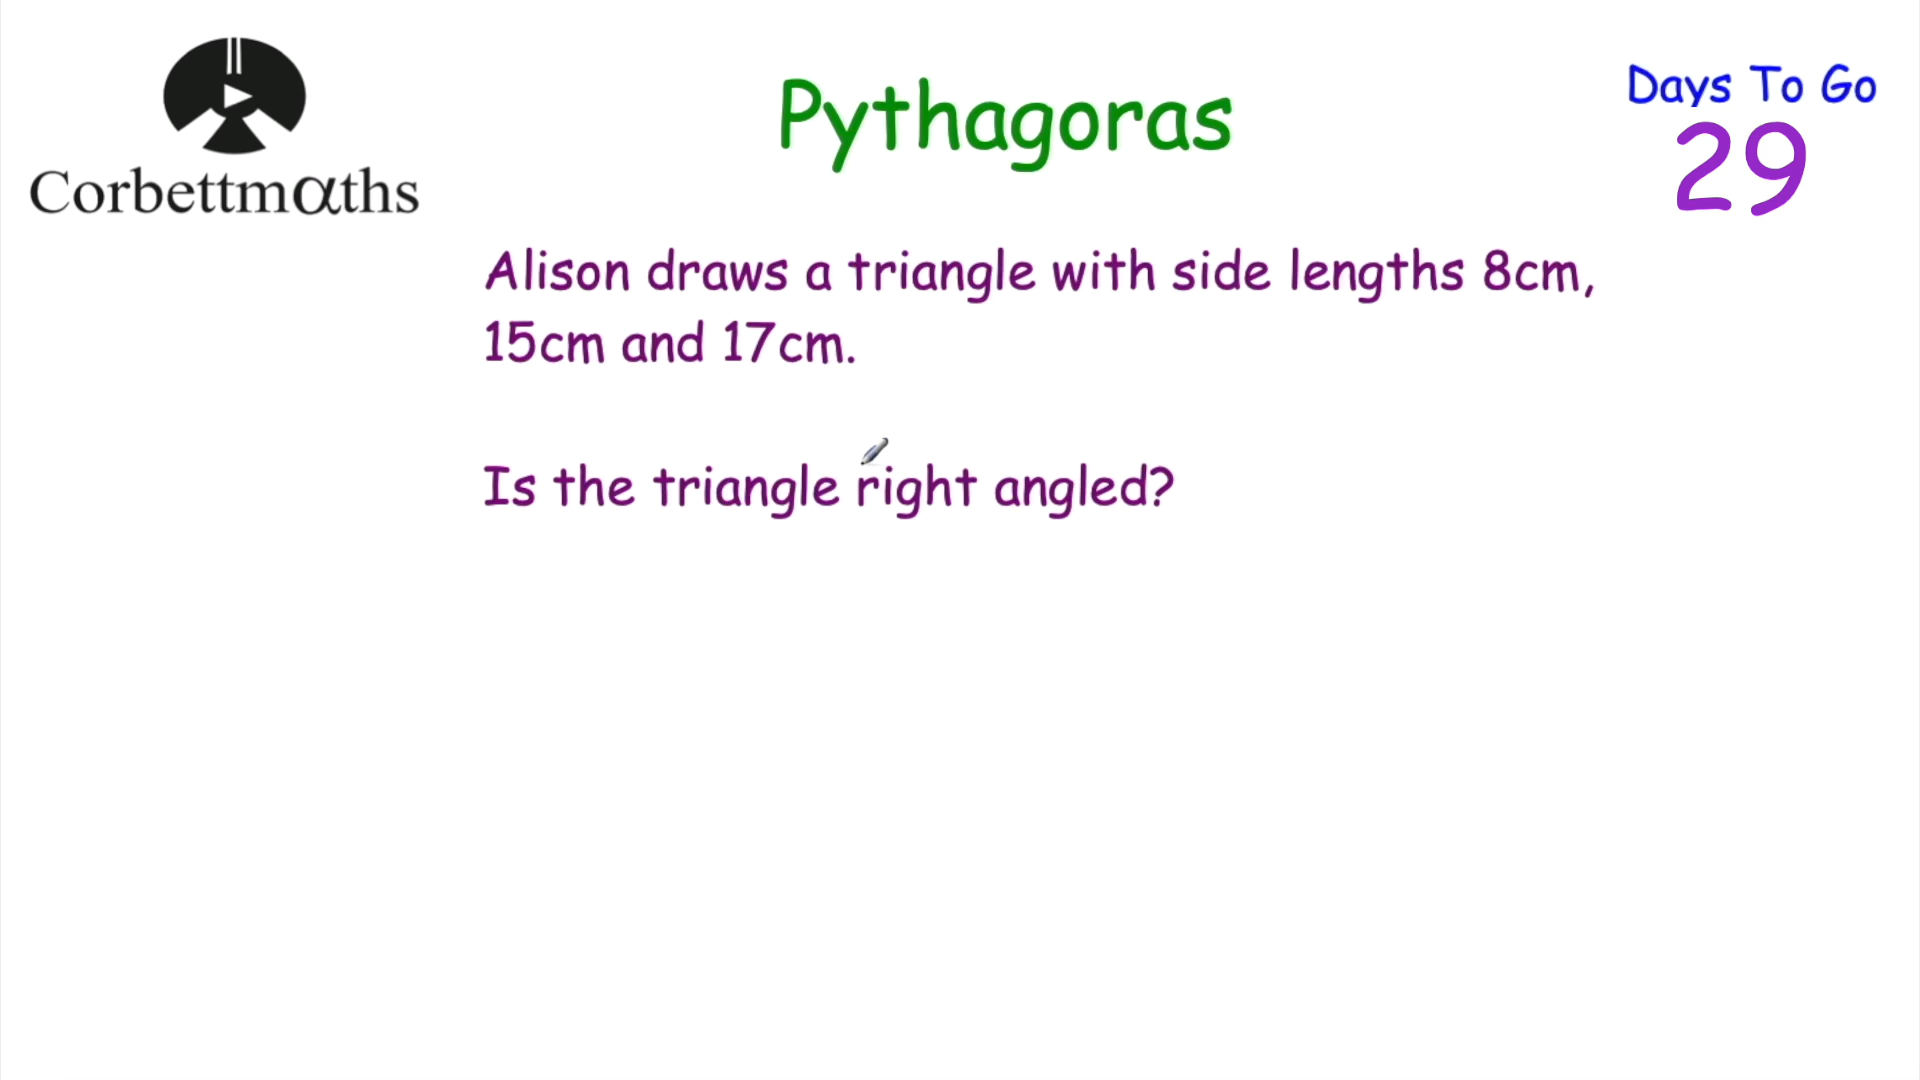 Corbettmαths
Pythagoras
Days To Go
29
Alison draws a triangle with side lengths 8cm,
15cm and 17cm.
Is the triangle right angled?